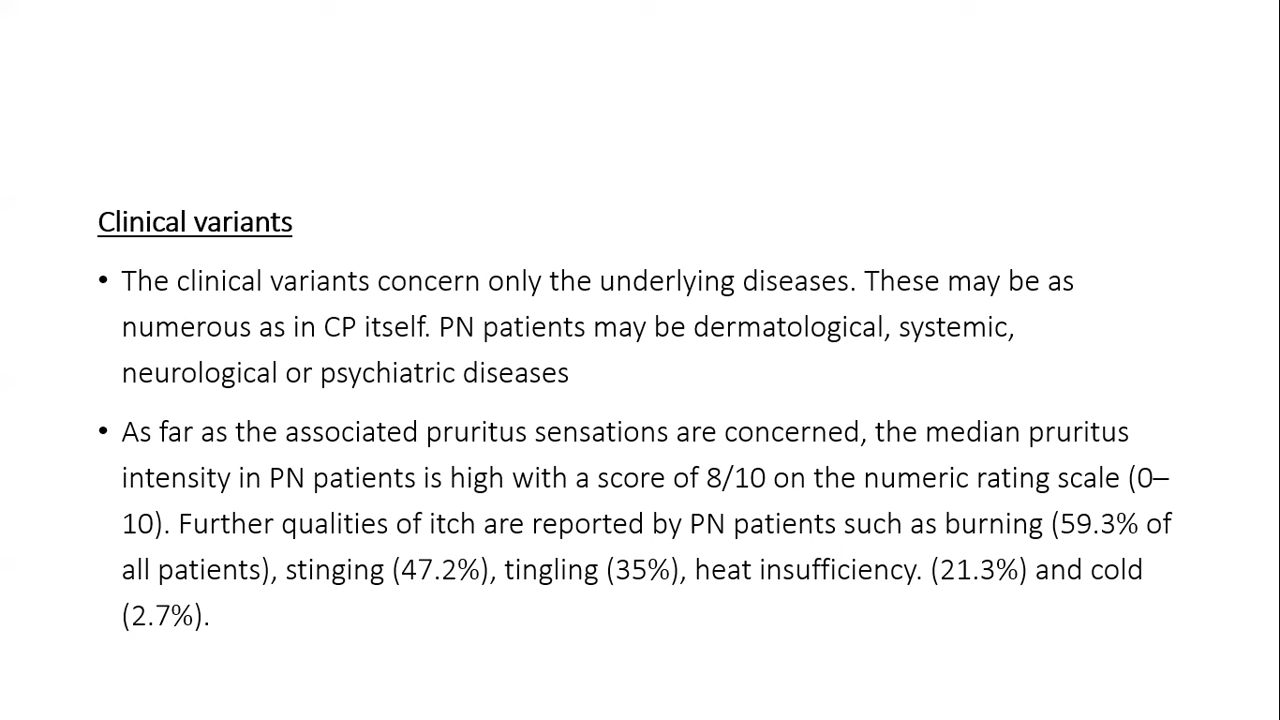 Clinical variants
• The clinical variants concern only the underlying diseases. These may be as
numerous as in CP itself. PN patients may be dermatological, systemic,
neurological or psychiatric diseases
• As far as the associated pruritus sensations are concerned, the median pruritus
intensity in PN patients is high with a score of 8/10 on the numeric rating scale (0–
10). Further qualities of itch are reported by PN patients such as burning (59.3% of
all patients), stinging (47.2%), tingling (35%), heat insufficiency. (21.3%) and cold
(2.7%).